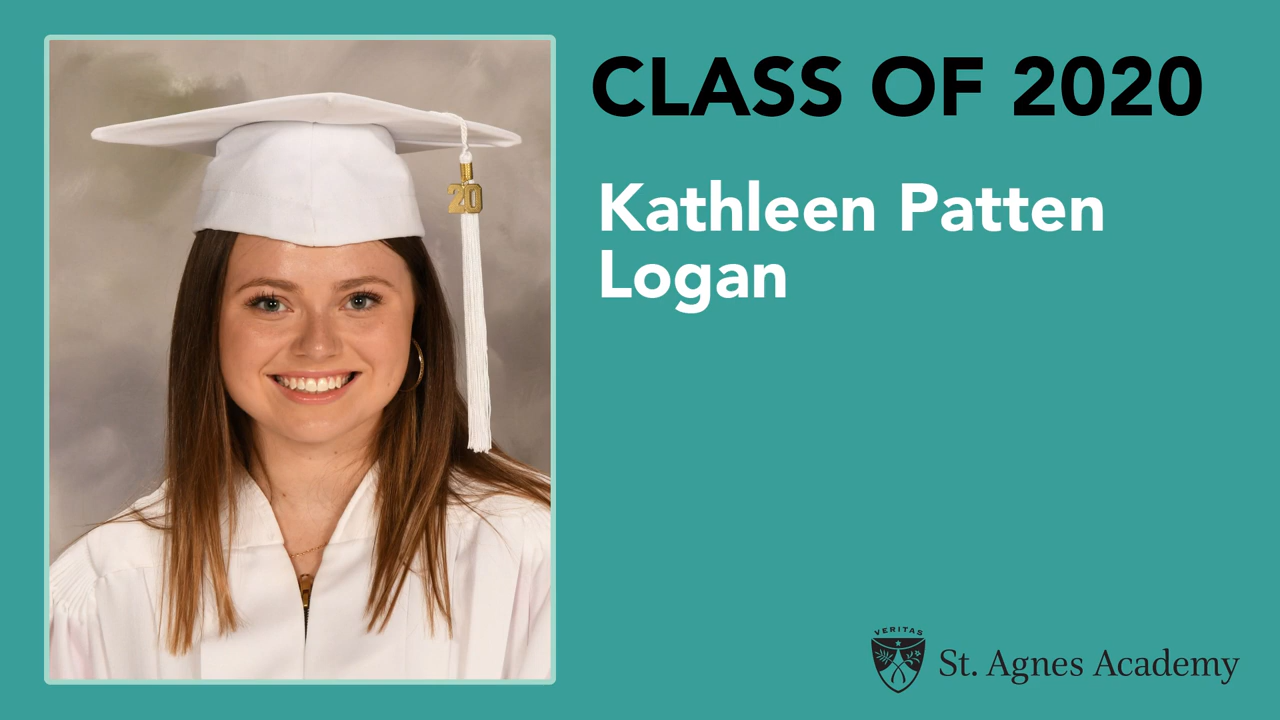 CLASS OF 2020
Kathleen Patten
Logan
20
VERITAS
St. Agnes Academy